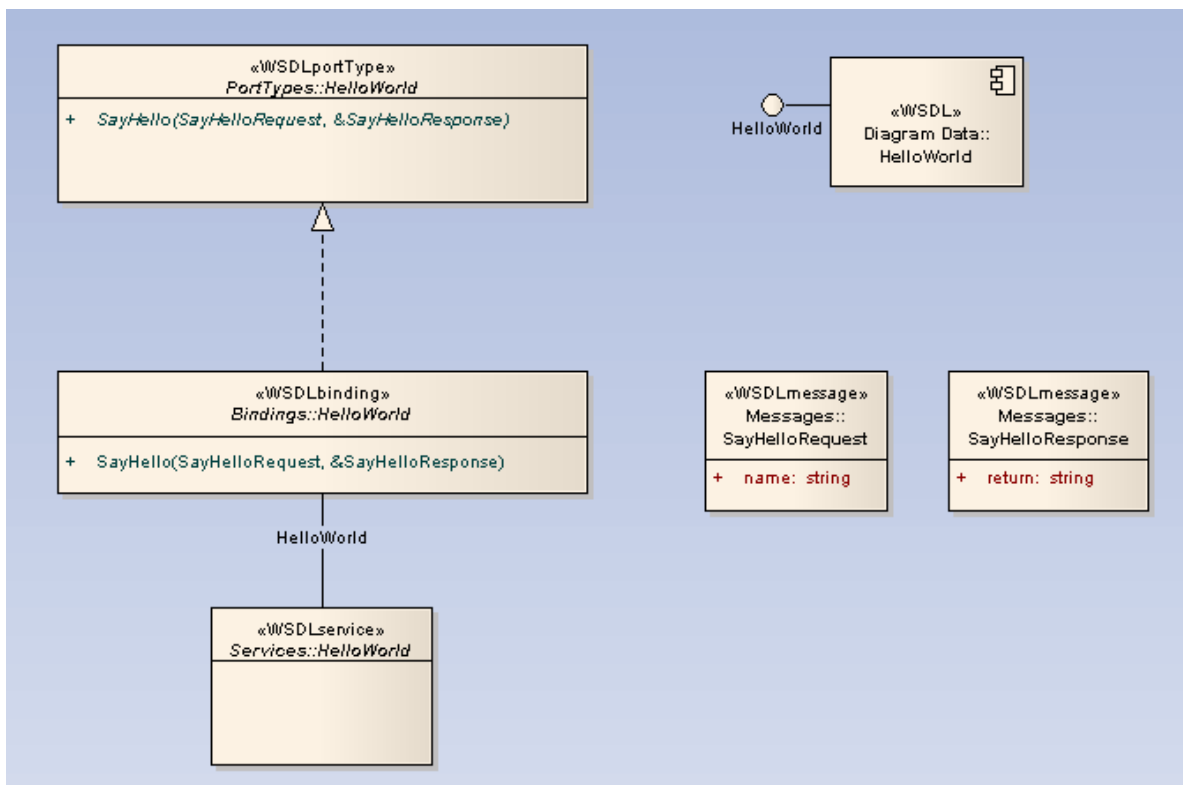 «WSDLportType»
PortTypes::HelloWorld
+ SayHello(SayHelloRequest, &SayHelloResponse)
HelloWorld
«WSDL»
Diagram Data::
HelloWorld
«WSDLbinding»
Bindings::HelloWorld
+ SayHello(SayHelloRequest, &SayHelloResponse)
«WSDLmessage»
Messages::
SayHelloRequest
+ name: string
«WSDLmessage»
Messages::
SayHelloResponse
+ return: string
HelloWorld
«WSDLservice»
Services::HelloWorld